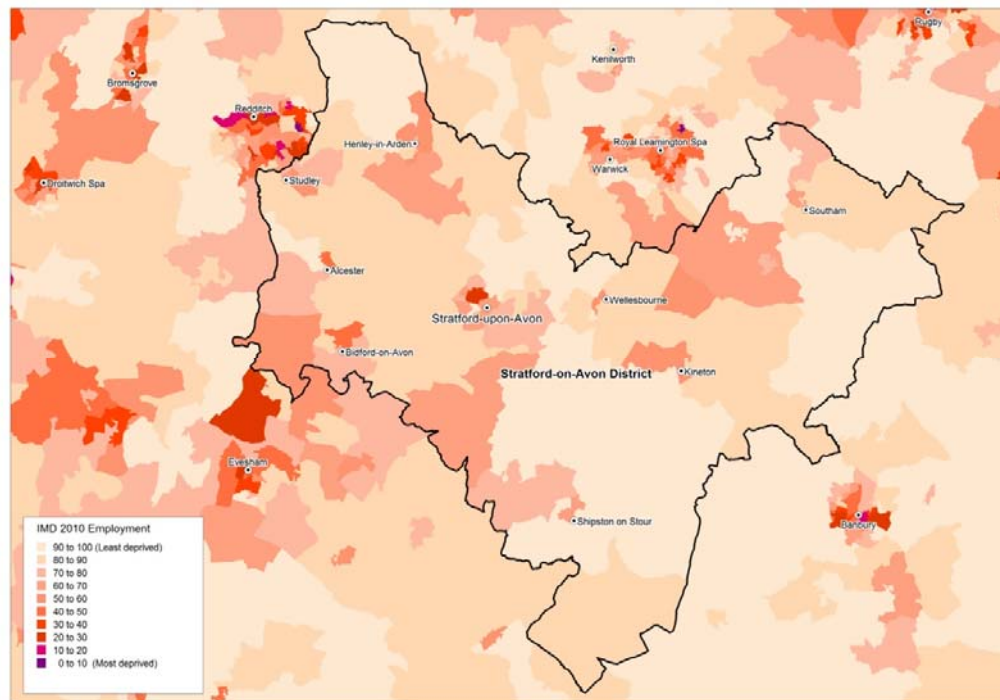 Rugby
Kenilworth
Bromsgrove
Redditch
Henley-in-Arden
Royal Leamington Spa
Warwick
Droitwich Spa
Studley
Southam
Alcester
Wellesbourne
Stratford-upon-Avon
Bidford-on-Avon
Stratford-on-Avon District
Kineton
Evesham
Shipston on Stour
Banbury
IMD 2010 Employment
90 to 100 (Least deprived)
80 to 90
70 to 80
60 to 70
50 to 60
40 to 50
30 to 40
20 to 30
10 to 20
0 to 10 (Most deprived)